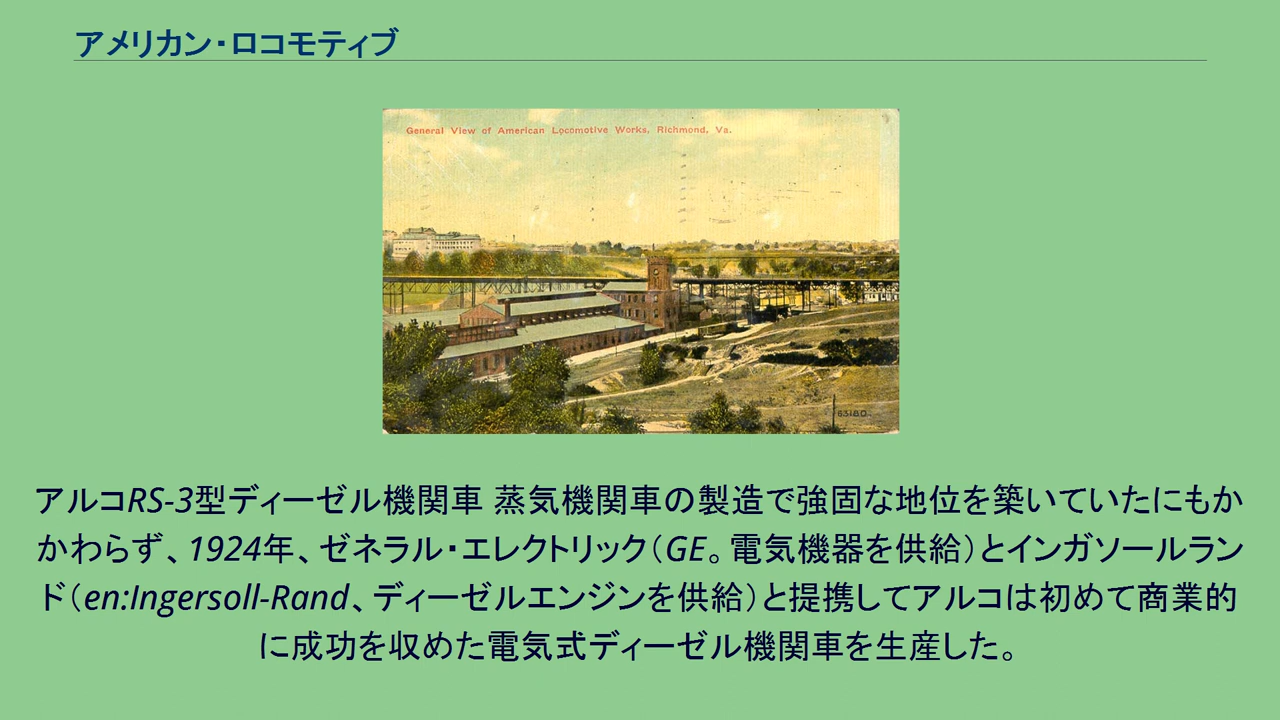 アメリカン・ロコモティブ
General View of American Locomotive Works, Richmond, Va.
63180.
アルコRS-3型ディーゼル機関車 蒸気機関車の製造で強固な地位を築いていたにもか
かわらず、1924年、ゼネラル・エレクトリック（GE。電気機器を供給）とインガソールラン
ド（en:Ingersoll-Rand、ディーゼルエンジンを供給）と提携してアルコは初めて商業的
に成功を収めた電気式ディーゼル機関車を生産した。